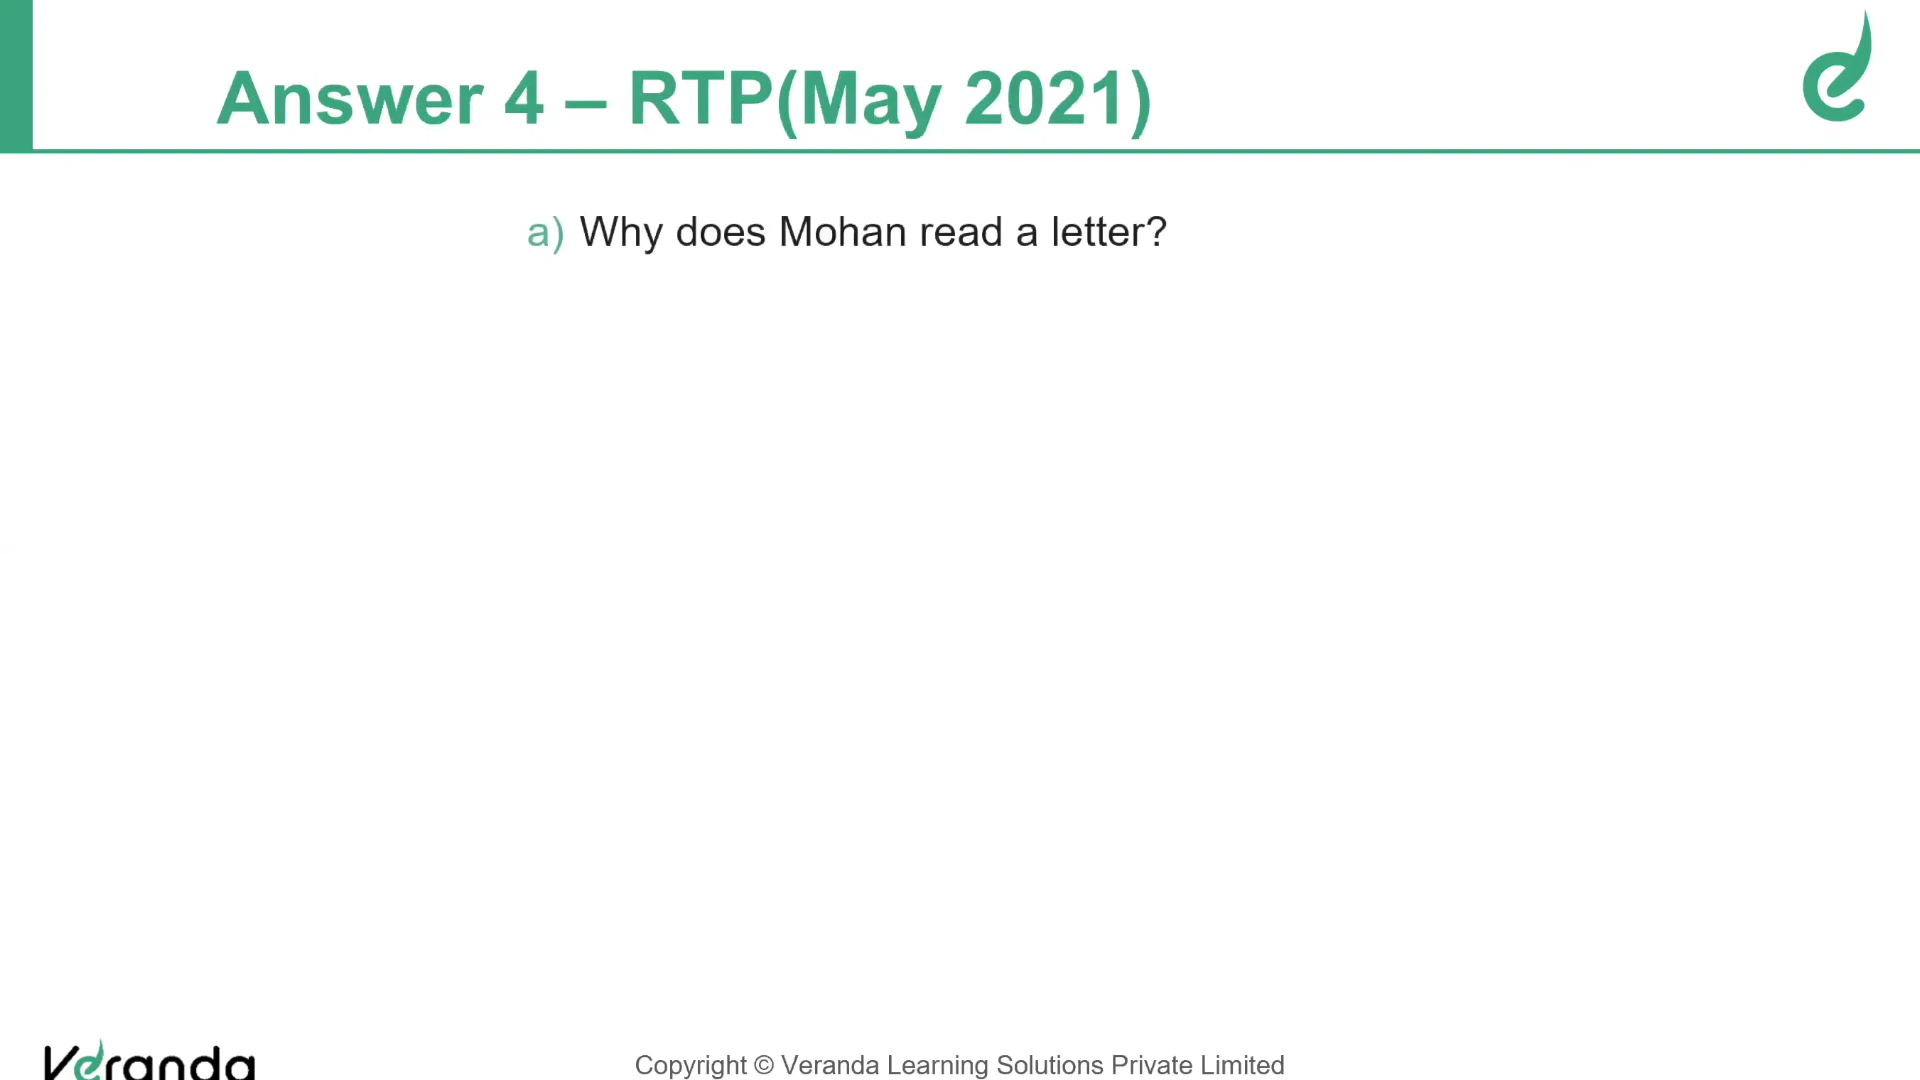 Answer 4 – RTP(May 2021)
a) Why does Mohan read a letter?
Veranda
Copyright © Veranda Learning Solutions Private Limited